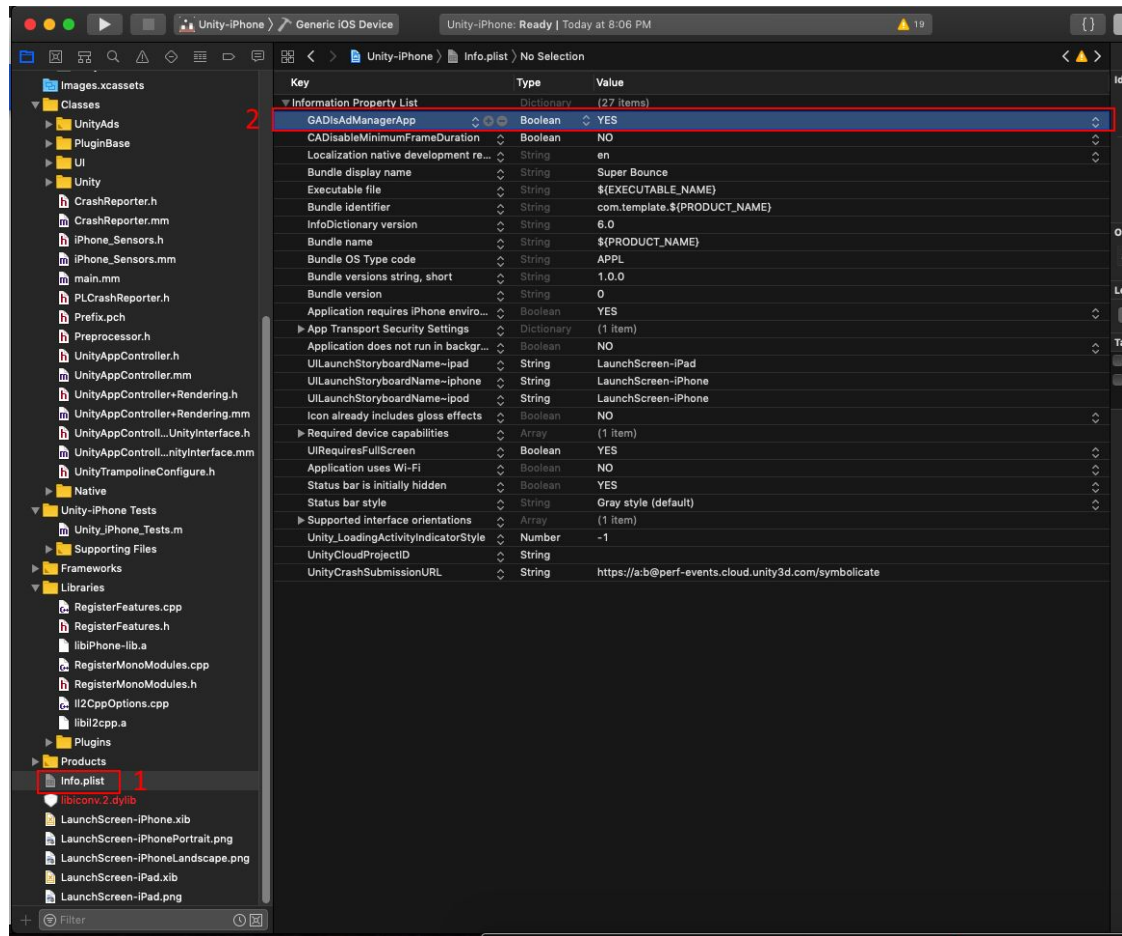 Unity-iPhone 〉 Generic iOS Device
Unity-iPhone: Ready | Today at 8:06 PM
19
{}
Unity-iPhone 〉 Info.plist 〉 No Selection
Images.xcassets
Classes
UnityAds
PluginBase
UI
Unity
CrashReporter.h
CrashReporter.mm
iPhone_Sensors.h
iPhone_Sensors.mm
main.mm
PLCrashReporter.h
Prefix.pch
Preprocessor.h
UnityAppController.h
UnityAppController.mm
UnityAppController+Rendering.h
UnityAppController+Rendering.mm
UnityAppControll...UnityInterface.h
UnityAppControll...nityInterface.mm
UnityTrampolineConfigure.h
Native
Unity-iPhone Tests
Unity_iPhone_Tests.m
Supporting Files
Frameworks
Libraries
RegisterFeatures.cpp
RegisterFeatures.h
libiPhone-lib.a
RegisterMonoModules.cpp
RegisterMonoModules.h
Il2CppOptions.cpp
libil2cpp.a
Plugins
Products
Info.plist 1
libiconv.2.dylib
LaunchScreen-iPhone.xib
LaunchScreen-iPhonePortrait.png
LaunchScreen-iPhoneLandscape.png
LaunchScreen-iPad.xib
LaunchScreen-iPad.png
Filter
Key Type Value
Information Property List Dictionary (27 items)
2 GADIsAdManagerApp Boolean YES
CADisableMinimumFrameDuration Boolean NO
Localization native development re... String en
Bundle display name String Super Bounce
Executable file String ${EXECUTABLE_NAME}
Bundle identifier String com.template.${PRODUCT_NAME}
InfoDictionary version String 6.0
Bundle name String ${PRODUCT_NAME}
Bundle OS Type code String APPL
Bundle versions string, short String 1.0.0
Bundle version String 0
Application requires iPhone enviro... Boolean YES
App Transport Security Settings Dictionary (1 item)
Application does not run in backgr... Boolean NO
UILaunchStoryboardName~ipad String LaunchScreen-iPad
UILaunchStoryboardName~iphone String LaunchScreen-iPhone
UILaunchStoryboardName~ipod String LaunchScreen-iPhone
Icon already includes gloss effects Boolean NO
Required device capabilities Array (1 item)
UIRequiresFullScreen Boolean YES
Application uses Wi-Fi Boolean NO
Status bar is initially hidden Boolean YES
Status bar style String Gray style (default)
Supported interface orientations Array (1 item)
Unity_LoadingActivityIndicatorStyle Number -1
UnityCloudProjectID String
UnityCrashSubmissionURL String https://a:b@perf-events.cloud.unity3d.com/symbolicate